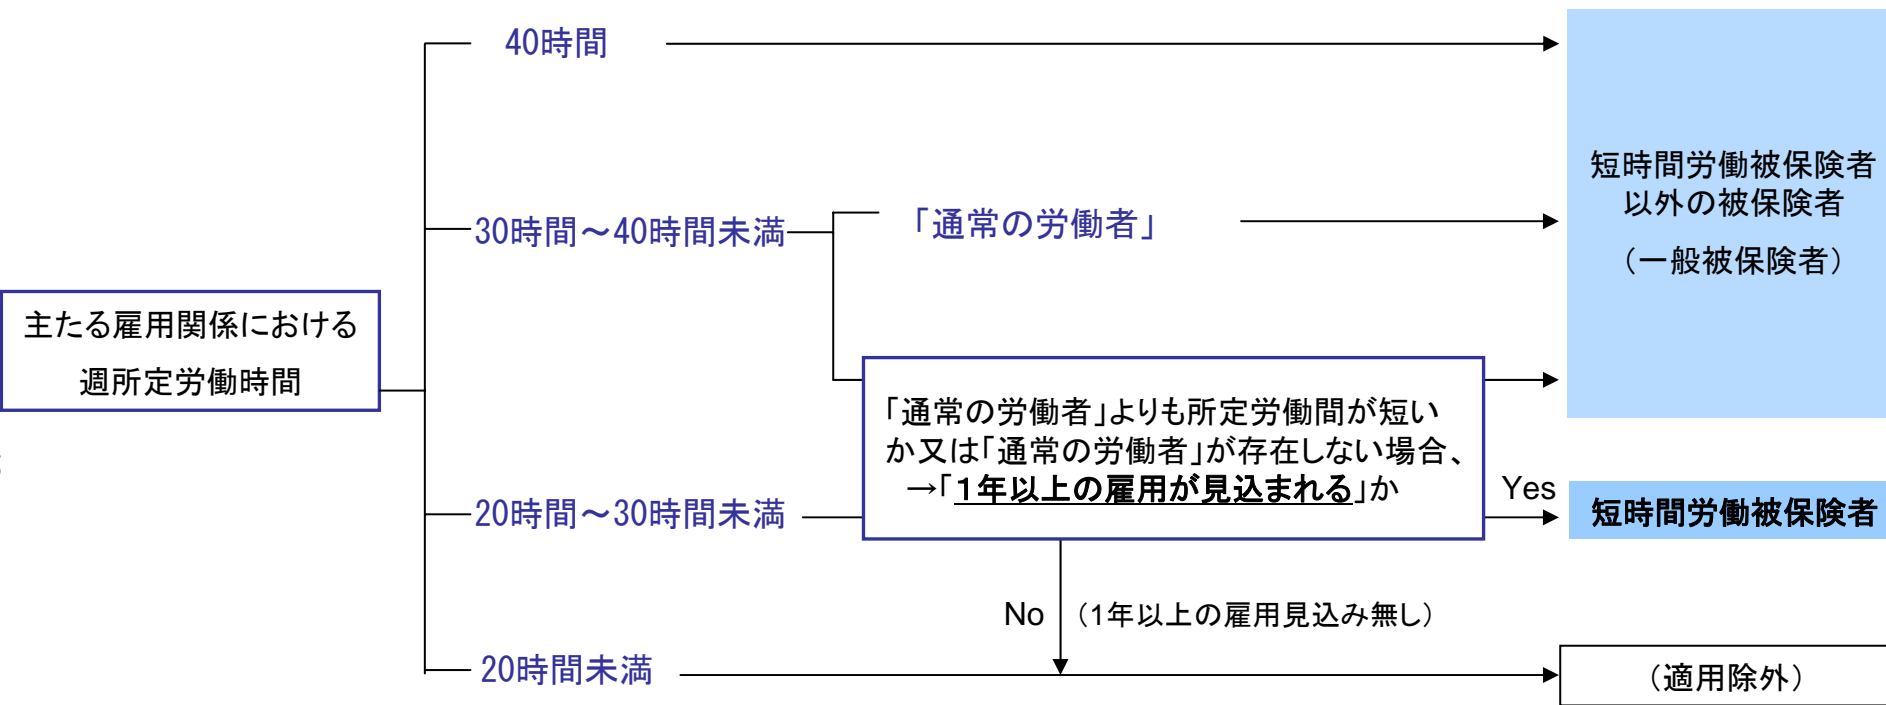 40時間
短時間労働被保険者
以外の被保険者
（一般被保険者）
30時間～40時間未満
「通常の労働者」
主たる雇用関係における
週所定労働時間
「通常の労働者」よりも所定労働間が短い
か又は「通常の労働者」が存在しない場合、
→「1年以上の雇用が見込まれる」か
20時間～30時間未満
Yes
短時間労働被保険者
No （1年以上の雇用見込み無し）
20時間未満
（適用除外）